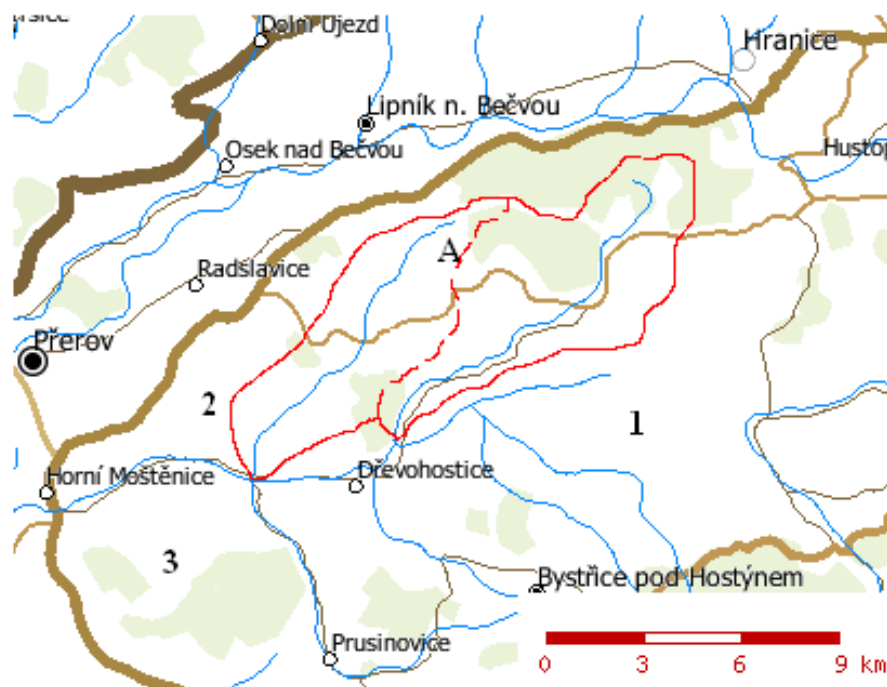 Dolní Újezd
Hranice
Lipník n. Bečvou
Osek nad Bečvou
Hustop
A
Radslavice
Přerov
2
1
Horní Moštěnice
Dřevohostice
3
Bystřice pod Hostýnem
Prusinovice
0 3 6 9 km